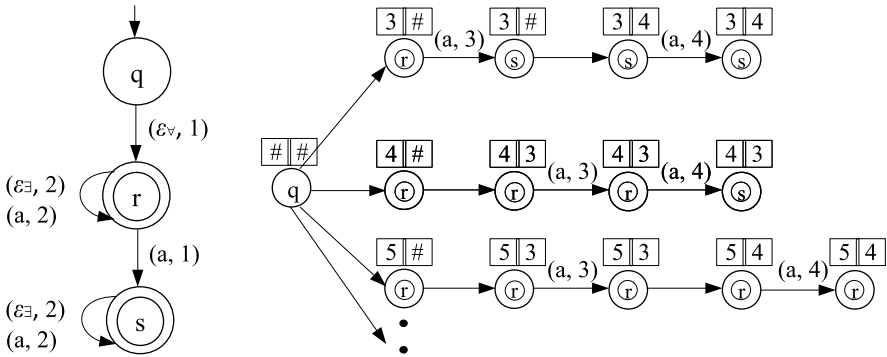 q
(ε∀, 1)
(ε∃, 2)
(a, 2)
r
(a, 1)
(ε∃, 2)
(a, 2)
s
3 # 3 # 3 4 3 4
r (a, 3) s s (a, 4) s
# #
q
4 # 4 3 4 3 4 3
r r (a, 3) r (a, 4) s
5 # 5 3 5 3 5 4 5 4
r r (a, 3) r r (a, 4) r